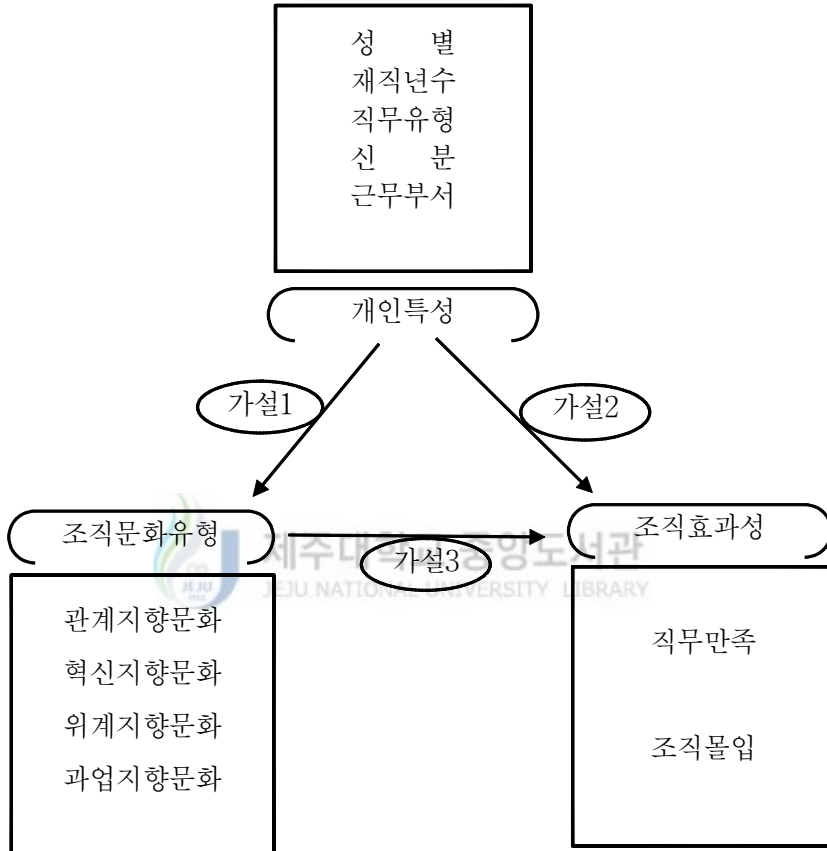 성 별
재직년수
직무유형
신 분
근무부서
개인특성
가설1
가설2
조직문화유형
조직효과성
제주대학교 중앙도서관
JEJU NATIONAL UNIVERSITY LIBRARY
가설3
JEJU
1952
관계지향문화
혁신지향문화
위계지향문화
과업지향문화
직무만족
조직몰입